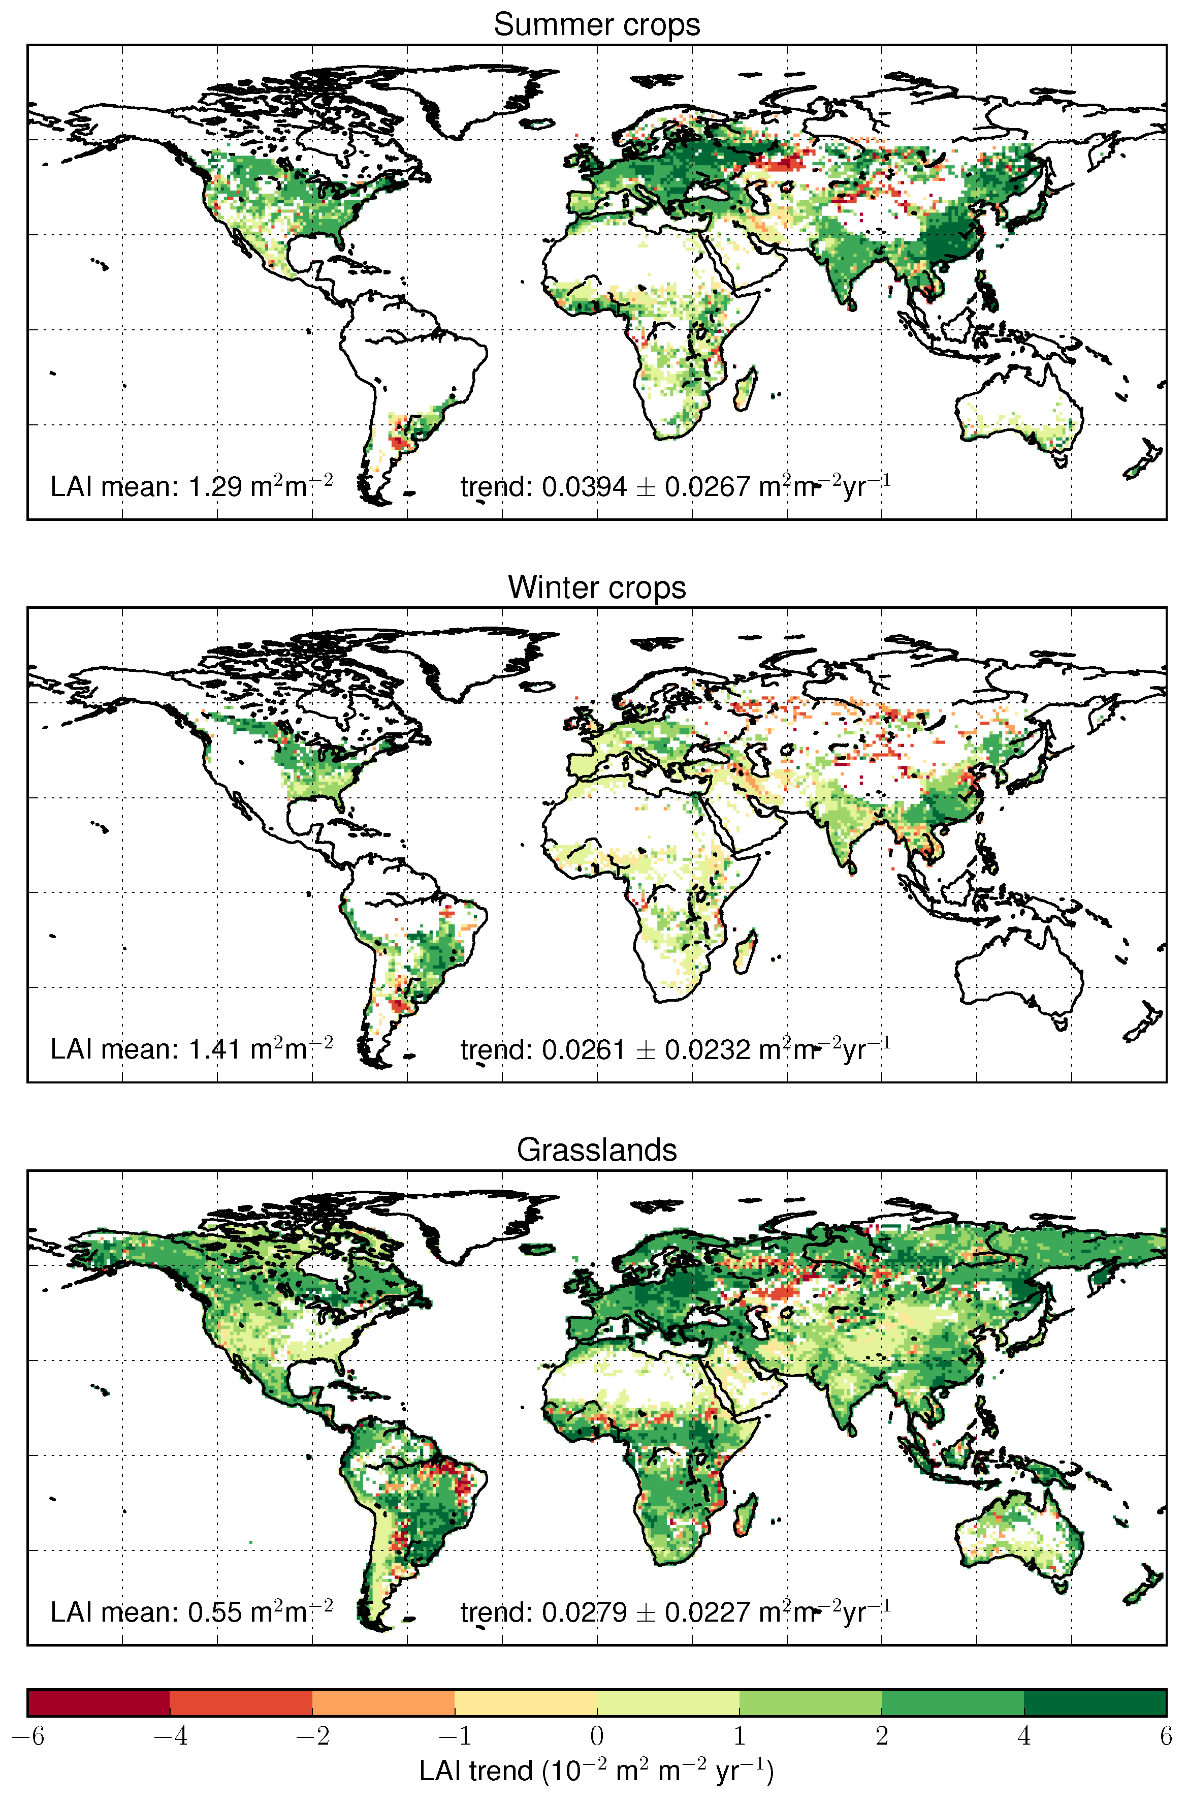 Summer crops
LAI mean: 1.29 m²m⁻² trend: 0.0394 ± 0.0267 m²m⁻²yr⁻¹
Winter crops
LAI mean: 1.41 m²m⁻² trend: 0.0261 ± 0.0232 m²m⁻²yr⁻¹
Grasslands
LAI mean: 0.55 m²m⁻² trend: 0.0279 ± 0.0227 m²m⁻²yr⁻¹
−6 −4 −2 −1 0 1 2 4 6
LAI trend (10⁻² m² m⁻² yr⁻¹)